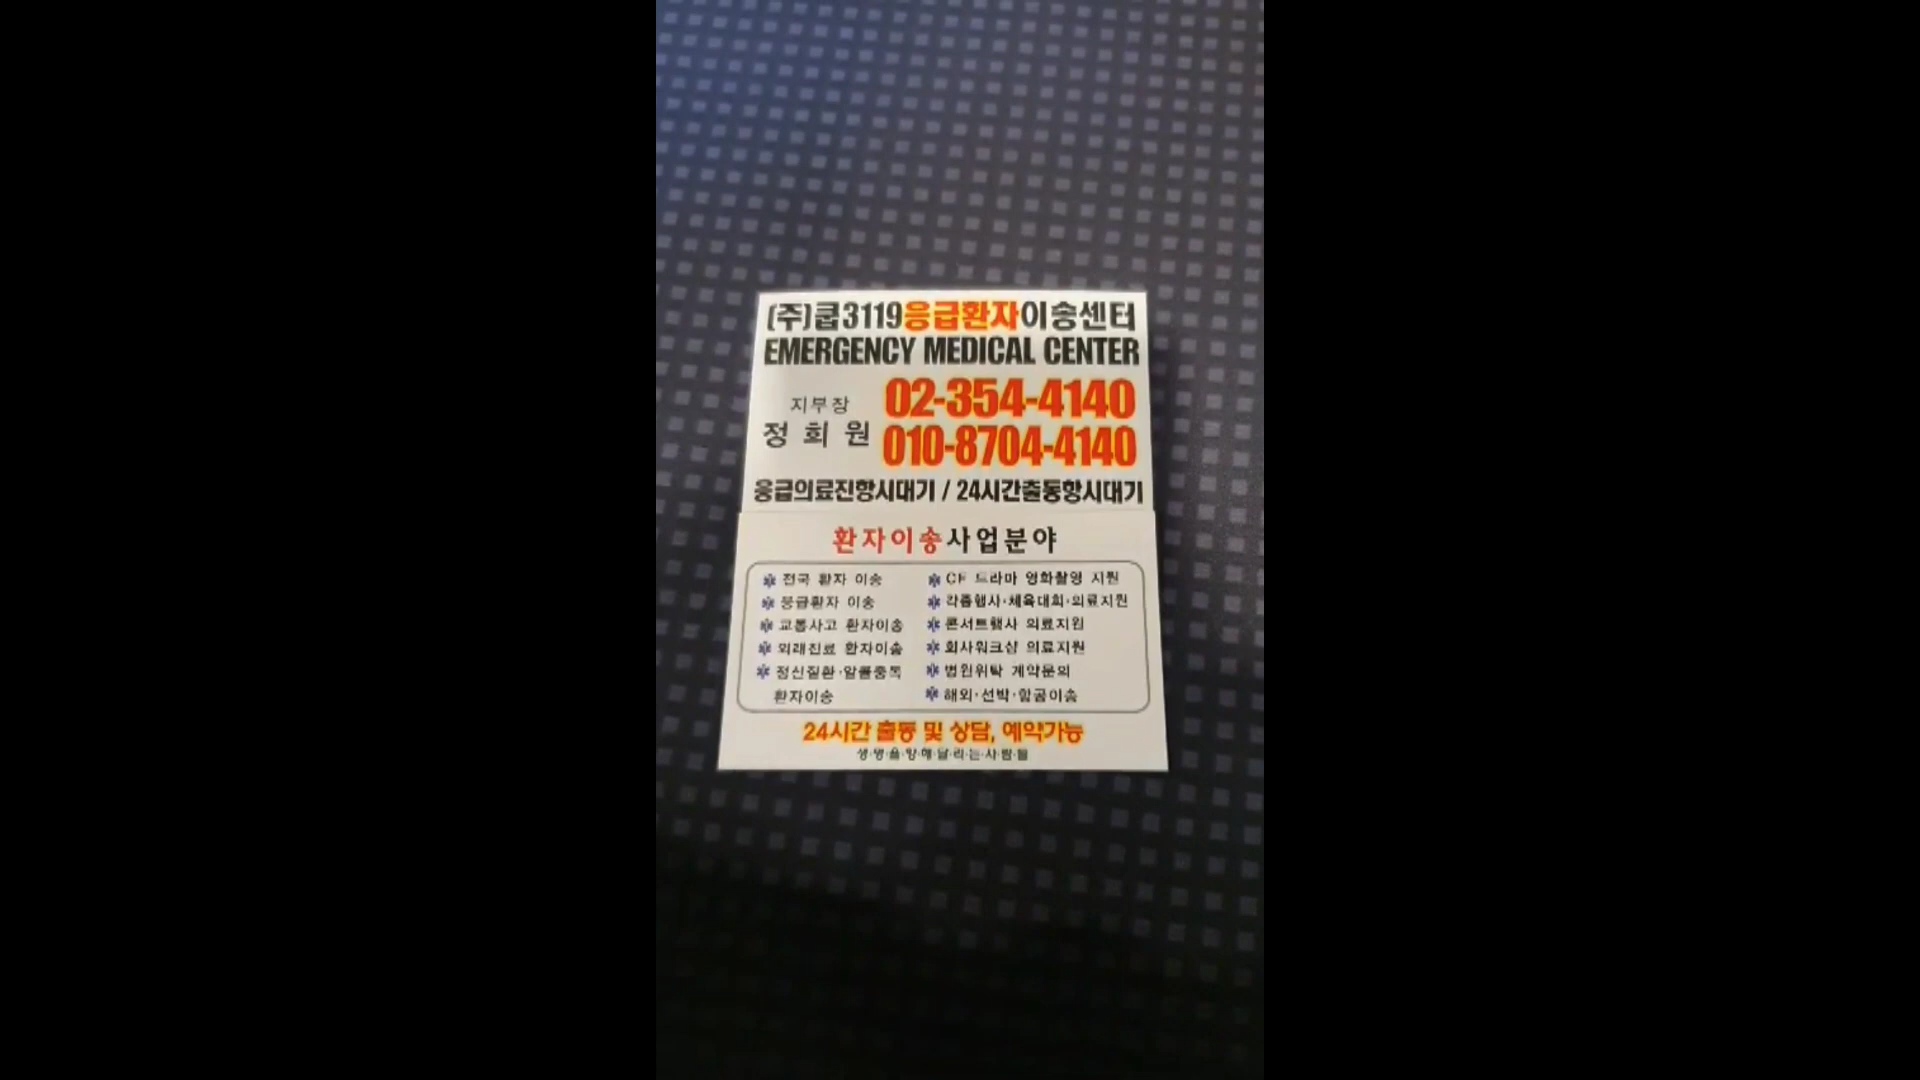 (주)쿱3119응급환자이송센터
EMERGENCY MEDICAL CENTER
지부장
정 희 원
02-354-4140
010-8704-4140
응급의료진항시대기 / 24시간출동항시대기
환자이송사업분야
전국 환자 이송
응급환자 이송
교통사고 환자이송
외래진료 환자이송
정신질환·알콜중독
환자이송
CF 드라마 영화촬영 지원
각종행사·체육대회·의료지원
콘서트행사 의료지원
회사워크샵 의료지원
병원위탁 계약문의
해외·선박·항공이송
24시간 출동 및 상담, 예약가능
생·명·을·향·해·달·리·는·사·람·들